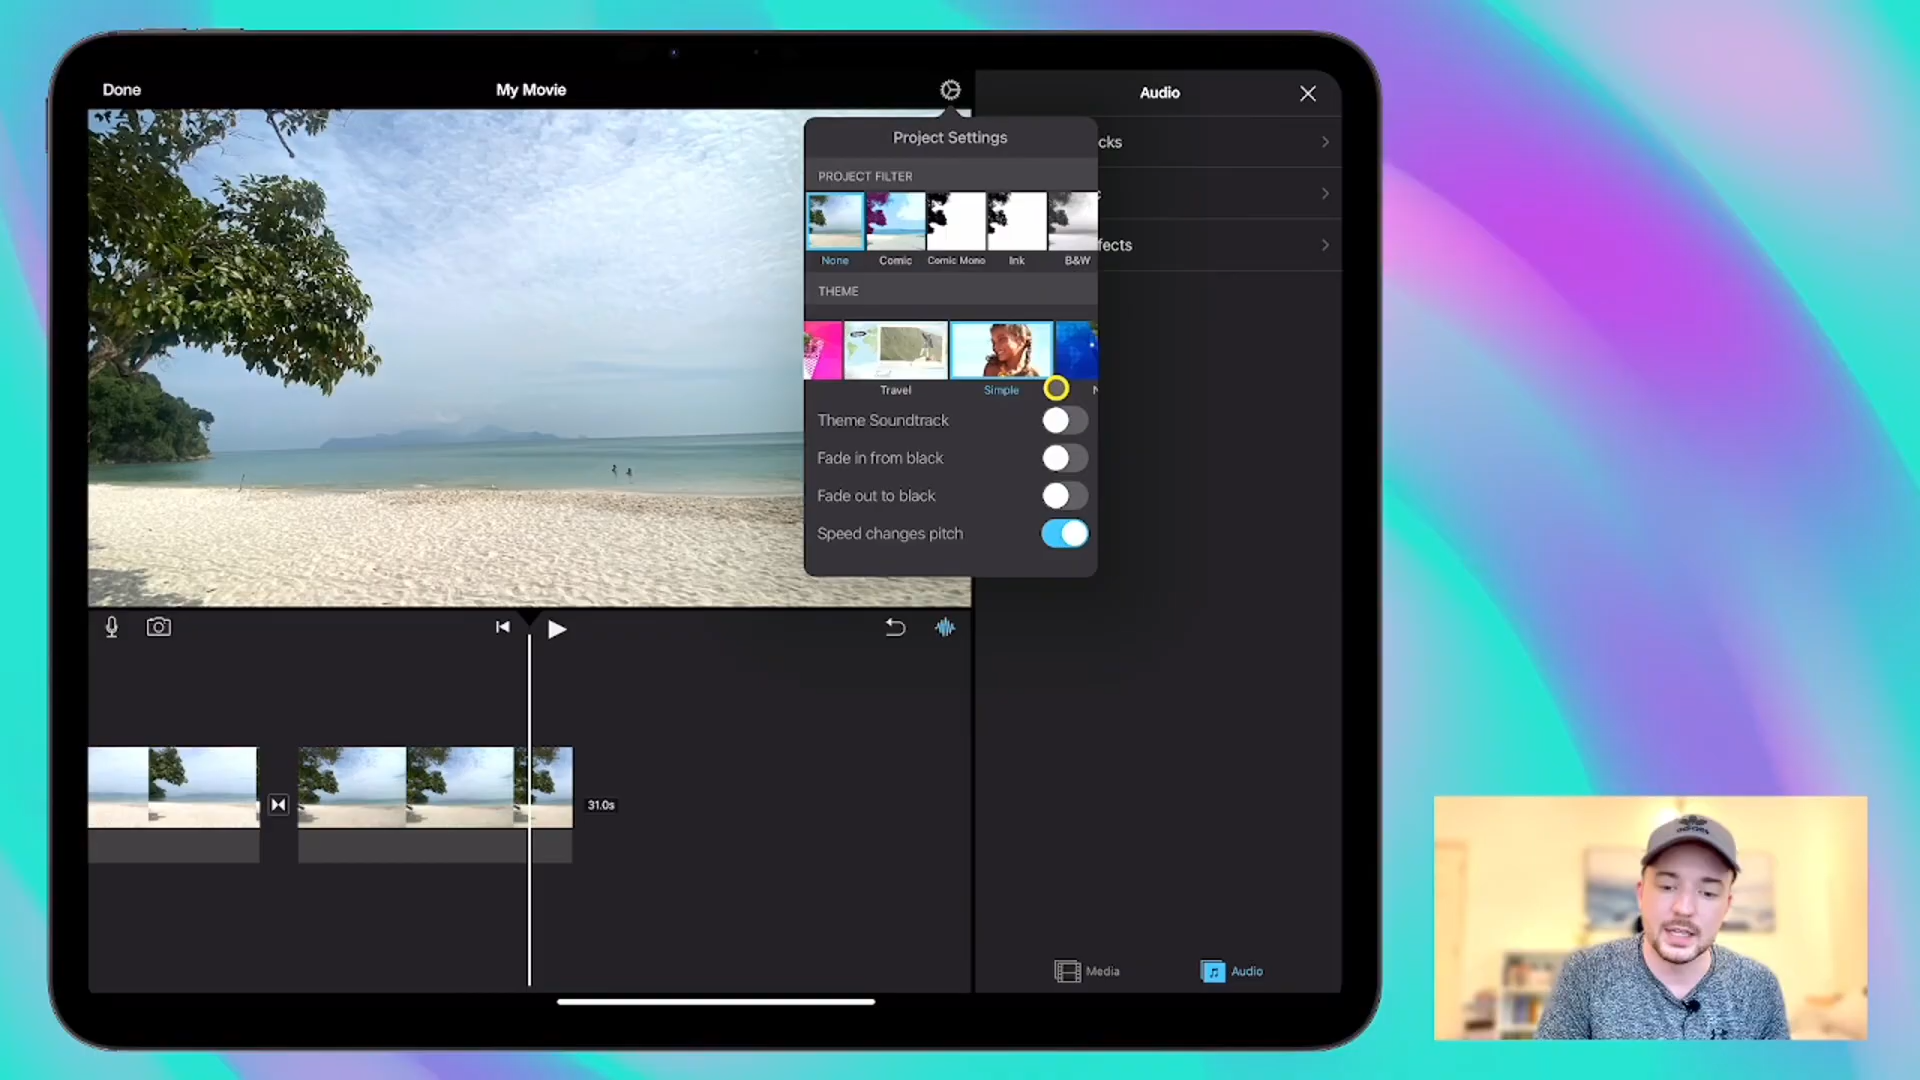 Done
My Movie
Audio
Project Settings
cks
PROJECT FILTER
fects
None
Comic
Comic Mono
Ink
B&W
THEME
Travel
Simple
Theme Soundtrack
Fade in from black
Fade out to black
Speed changes pitch
31.0s
Media
Audio